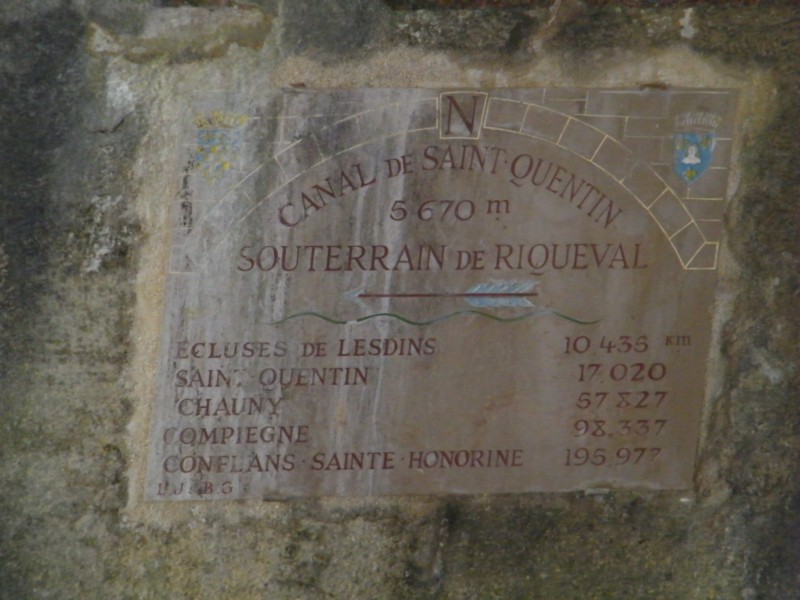 N
CANAL DE SAINT·QUENTIN
5 670 m
SOUTERRAIN DE RIQUEVAL
ECLUSES DE LESDINS 10.435 KM
SAINT·QUENTIN 17.020
CHAUNY 57.827
COMPIEGNE 98.337
CONFLANS·SAINTE·HONORINE 195.977